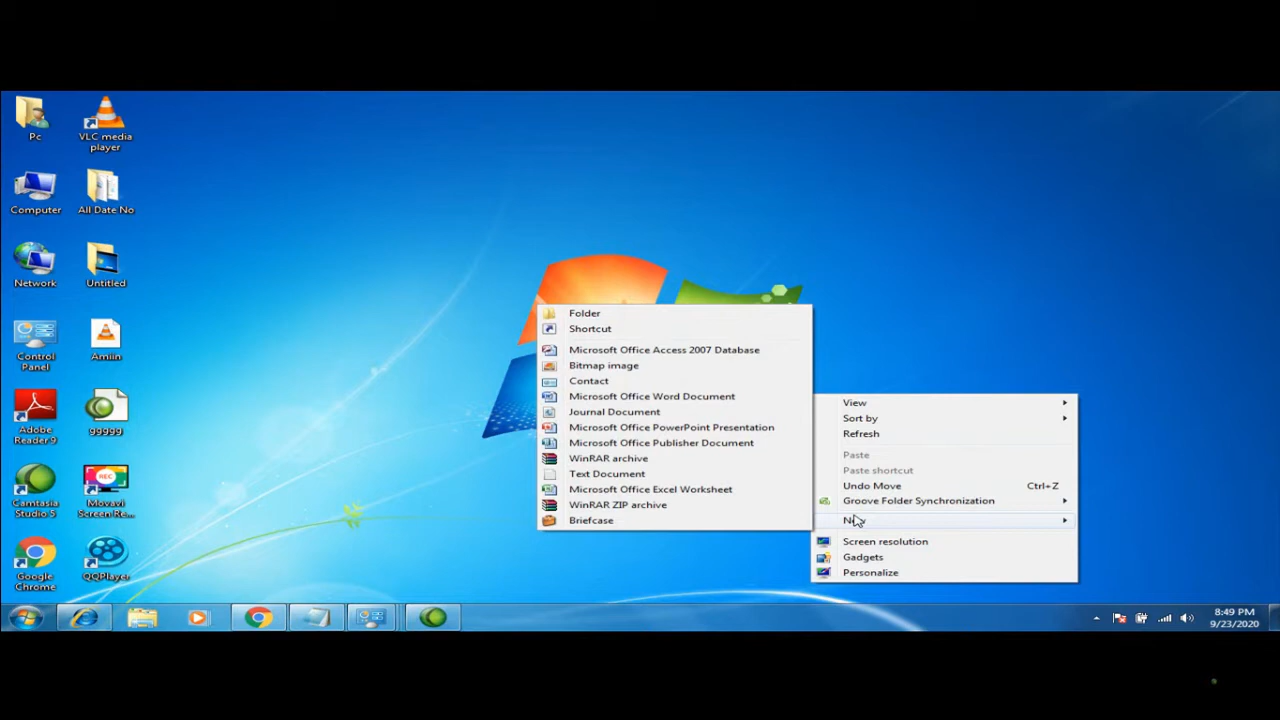 Pc
VLC media
player
Computer
All Date No
Network
Untitled
Control
Panel
Amiin
Adobe
Reader 9
ggggg
Camtasia
Studio 5
Movavi
Screen Re...
Google
Chrome
QQPlayer
Folder
Shortcut
Microsoft Office Access 2007 Database
Bitmap image
Contact
Microsoft Office Word Document
Journal Document
Microsoft Office PowerPoint Presentation
Microsoft Office Publisher Document
WinRAR archive
Text Document
Microsoft Office Excel Worksheet
WinRAR ZIP archive
Briefcase
View
Sort by
Refresh
Paste
Paste shortcut
Undo Move Ctrl+Z
Groove Folder Synchronization
New
Screen resolution
Gadgets
Personalize
REC
8:49 PM
9/23/2020